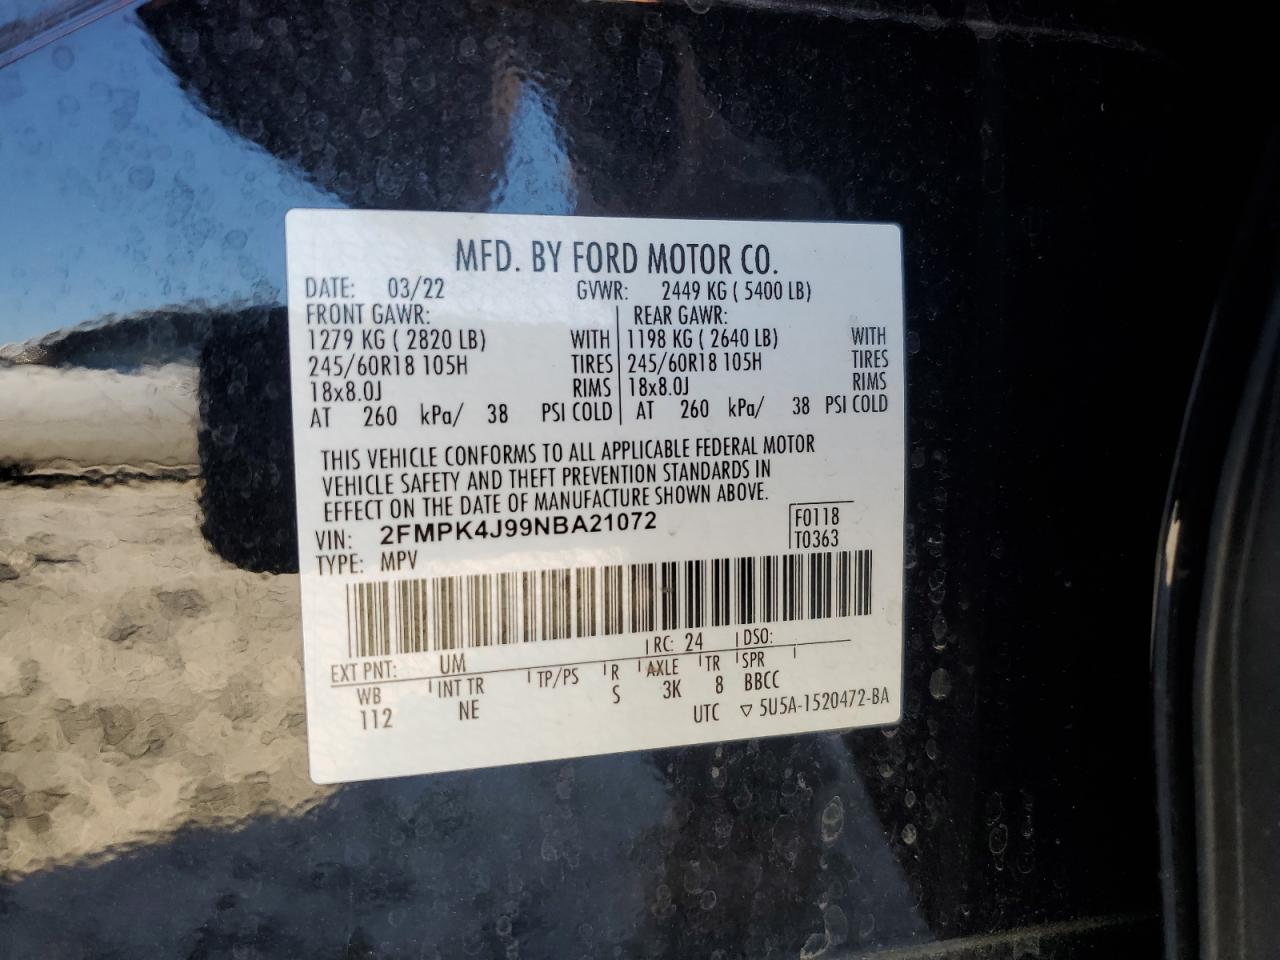 MFD. BY FORD MOTOR CO.
DATE: 03/22 GVWR: 2449 KG ( 5400 LB)
FRONT GAWR: REAR GAWR:
1279 KG ( 2820 LB) WITH 1198 KG ( 2640 LB) WITH
245/60R18 105H TIRES 245/60R18 105H TIRES
18x8.0J RIMS 18x8.0J RIMS
AT 260 kPa/ 38 PSI COLD AT 260 kPa/ 38 PSI COLD
THIS VEHICLE CONFORMS TO ALL APPLICABLE FEDERAL MOTOR
VEHICLE SAFETY AND THEFT PREVENTION STANDARDS IN
EFFECT ON THE DATE OF MANUFACTURE SHOWN ABOVE.
VIN: 2FMPK4J99NBA21072 F0118
TYPE: MPV T0363
RC: 24 DSO:
EXT PNT: UM
WB INT TR TP/PS R AXLE TR SPR
112 NE S 3K 8 BBCC
UTC ▽ 5U5A-1520472-BA